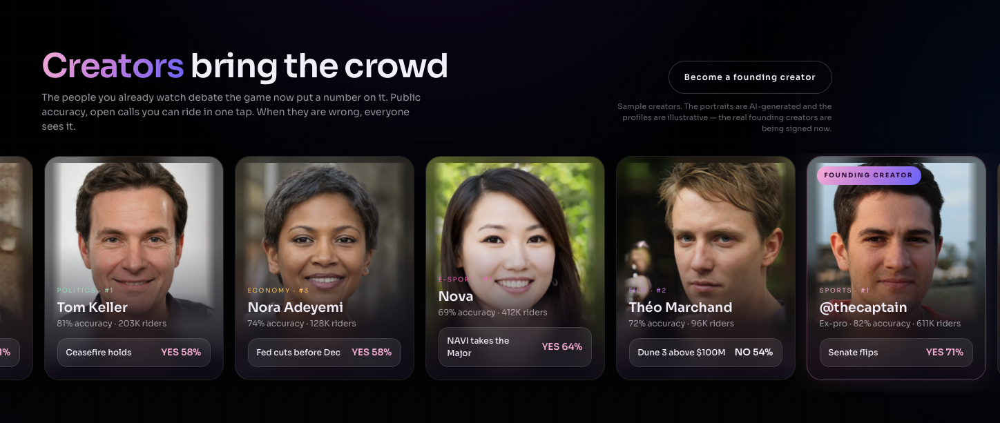 Creators bring the crowd
The people you already watch debate the game now put a number on it. Public
accuracy, open calls you can ride in one tap. When they are wrong, everyone
sees it.
Become a founding creator
Sample creators. The portraits are AI-generated and the
profiles are illustrative — the real founding creators are
being signed now.
POLITICS · #1
Tom Keller
81% accuracy · 203K riders
Ceasefire holds YES 58%
ECONOMY · #3
Nora Adeyemi
74% accuracy · 128K riders
Fed cuts before Dec YES 58%
E-SPOR
Nova
69% accuracy · 412K riders
NAVI takes the
Major
YES 64%
FILM · #2
Théo Marchand
72% accuracy · 96K riders
Dune 3 above $100M NO 54%
FOUNDING CREATOR
SPORTS · #1
@thecaptain
Ex-pro · 82% accuracy · 611K riders
Senate flips YES 71%